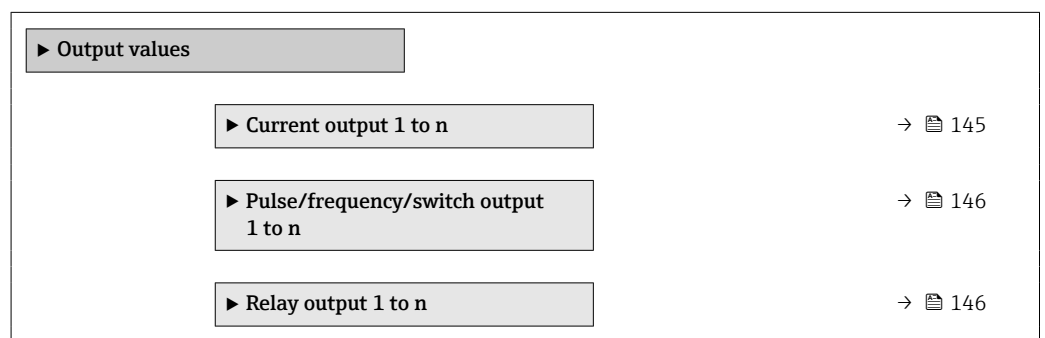 ▶ Output values
▶ Current output 1 to n → 145
▶ Pulse/frequency/switch output → 146
1 to n
▶ Relay output 1 to n → 146